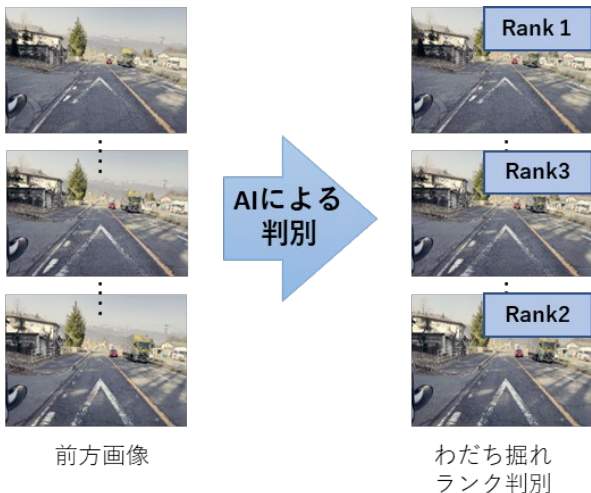 Rank 1
AIによる
判別
Rank3
Rank2
前方画像
わだち掘れ
ランク判別